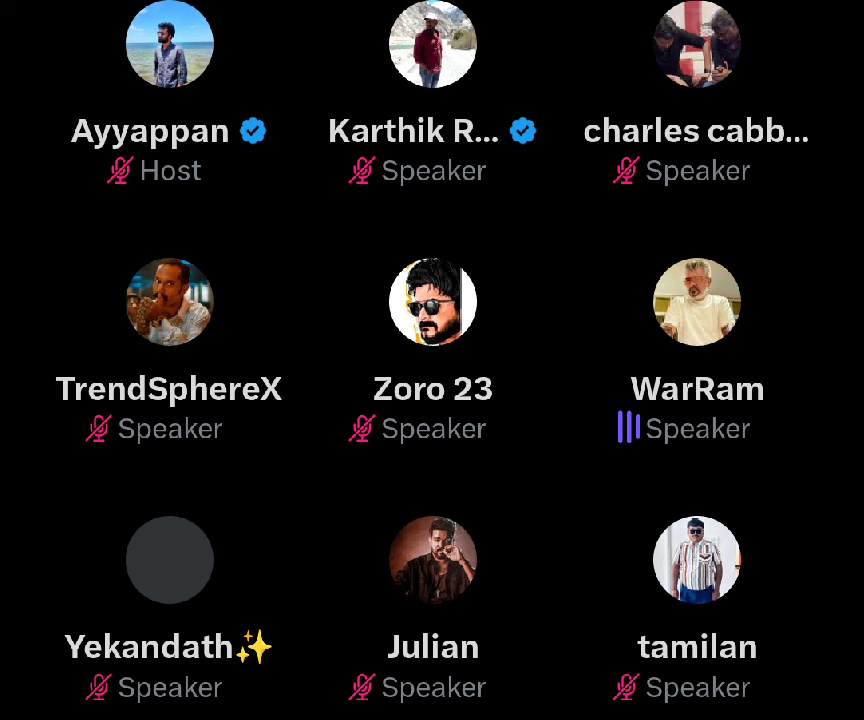 Ayyappan Karthik R... charles cabb...
Host Speaker Speaker
TrendSphereX Zoro 23 WarRam
Speaker Speaker Speaker
Yekandath✨ Julian tamilan
Speaker Speaker Speaker